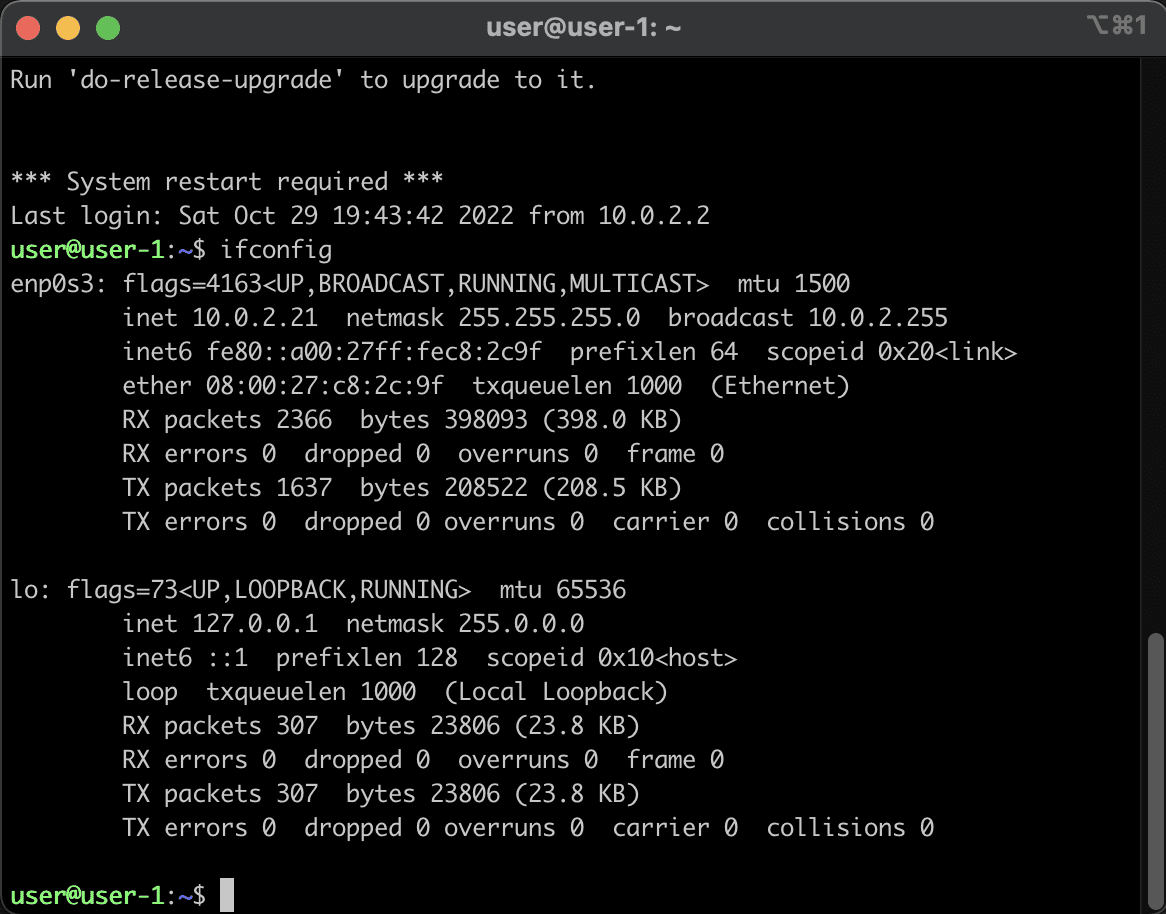 user@user-1: ~
⌥⌘1
Run 'do-release-upgrade' to upgrade to it.
*** System restart required ***
Last login: Sat Oct 29 19:43:42 2022 from 10.0.2.2
user@user-1:~$ ifconfig
enp0s3: flags=4163<UP,BROADCAST,RUNNING,MULTICAST>  mtu 1500
        inet 10.0.2.21  netmask 255.255.255.0  broadcast 10.0.2.255
        inet6 fe80::a00:27ff:fec8:2c9f  prefixlen 64  scopeid 0x20<link>
        ether 08:00:27:c8:2c:9f  txqueuelen 1000  (Ethernet)
        RX packets 2366  bytes 398093 (398.0 KB)
        RX errors 0  dropped 0  overruns 0  frame 0
        TX packets 1637  bytes 208522 (208.5 KB)
        TX errors 0  dropped 0 overruns 0  carrier 0  collisions 0
lo: flags=73<UP,LOOPBACK,RUNNING>  mtu 65536
        inet 127.0.0.1  netmask 255.0.0.0
        inet6 ::1  prefixlen 128  scopeid 0x10<host>
        loop  txqueuelen 1000  (Local Loopback)
        RX packets 307  bytes 23806 (23.8 KB)
        RX errors 0  dropped 0  overruns 0  frame 0
        TX packets 307  bytes 23806 (23.8 KB)
        TX errors 0  dropped 0 overruns 0  carrier 0  collisions 0
user@user-1:~$